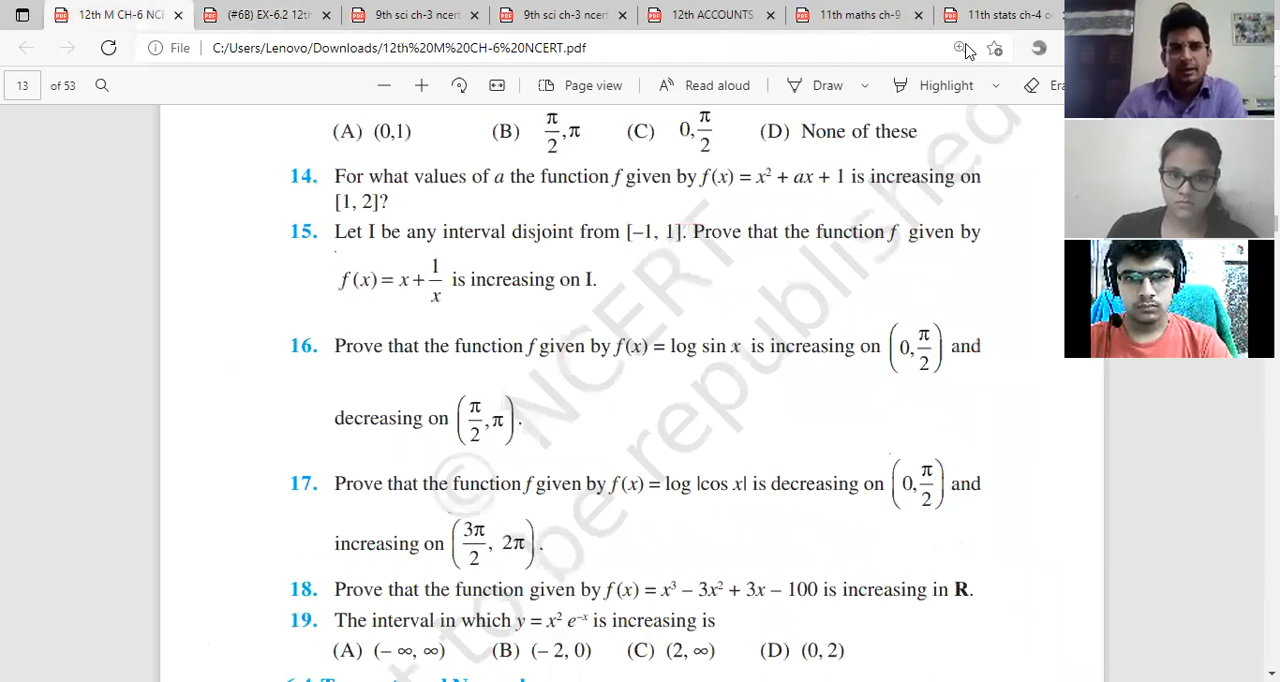 12th M CH-6 NCE
(#6B) EX-6.2 12th
9th sci ch-3 ncert
9th sci ch-3 ncert
12th ACCOUNTS
11th maths ch-9
11th stats ch-4 o
File C:/Users/Lenovo/Downloads/12th%20M%20CH-6%20NCERT.pdf
13 of 53 Page view Read aloud Draw Highlight Era
(A) (0,1) (B) π/2, π (C) 0, π/2 (D) None of these
14. For what values of a the function f given by f(x) = x² + ax + 1 is increasing on
[1, 2]?
15. Let I be any interval disjoint from [–1, 1]. Prove that the function f given by
f(x) = x + 1/x is increasing on I.
16. Prove that the function f given by f(x) = log sin x is increasing on (0, π/2) and
decreasing on (π/2, π).
17. Prove that the function f given by f(x) = log |cos x| is decreasing on (0, π/2) and
increasing on (3π/2, 2π).
18. Prove that the function given by f(x) = x³ – 3x² + 3x – 100 is increasing in R.
19. The interval in which y = x² e⁻ˣ is increasing is
(A) (– ∞, ∞) (B) (– 2, 0) (C) (2, ∞) (D) (0, 2)
© NCERT
not to be republished